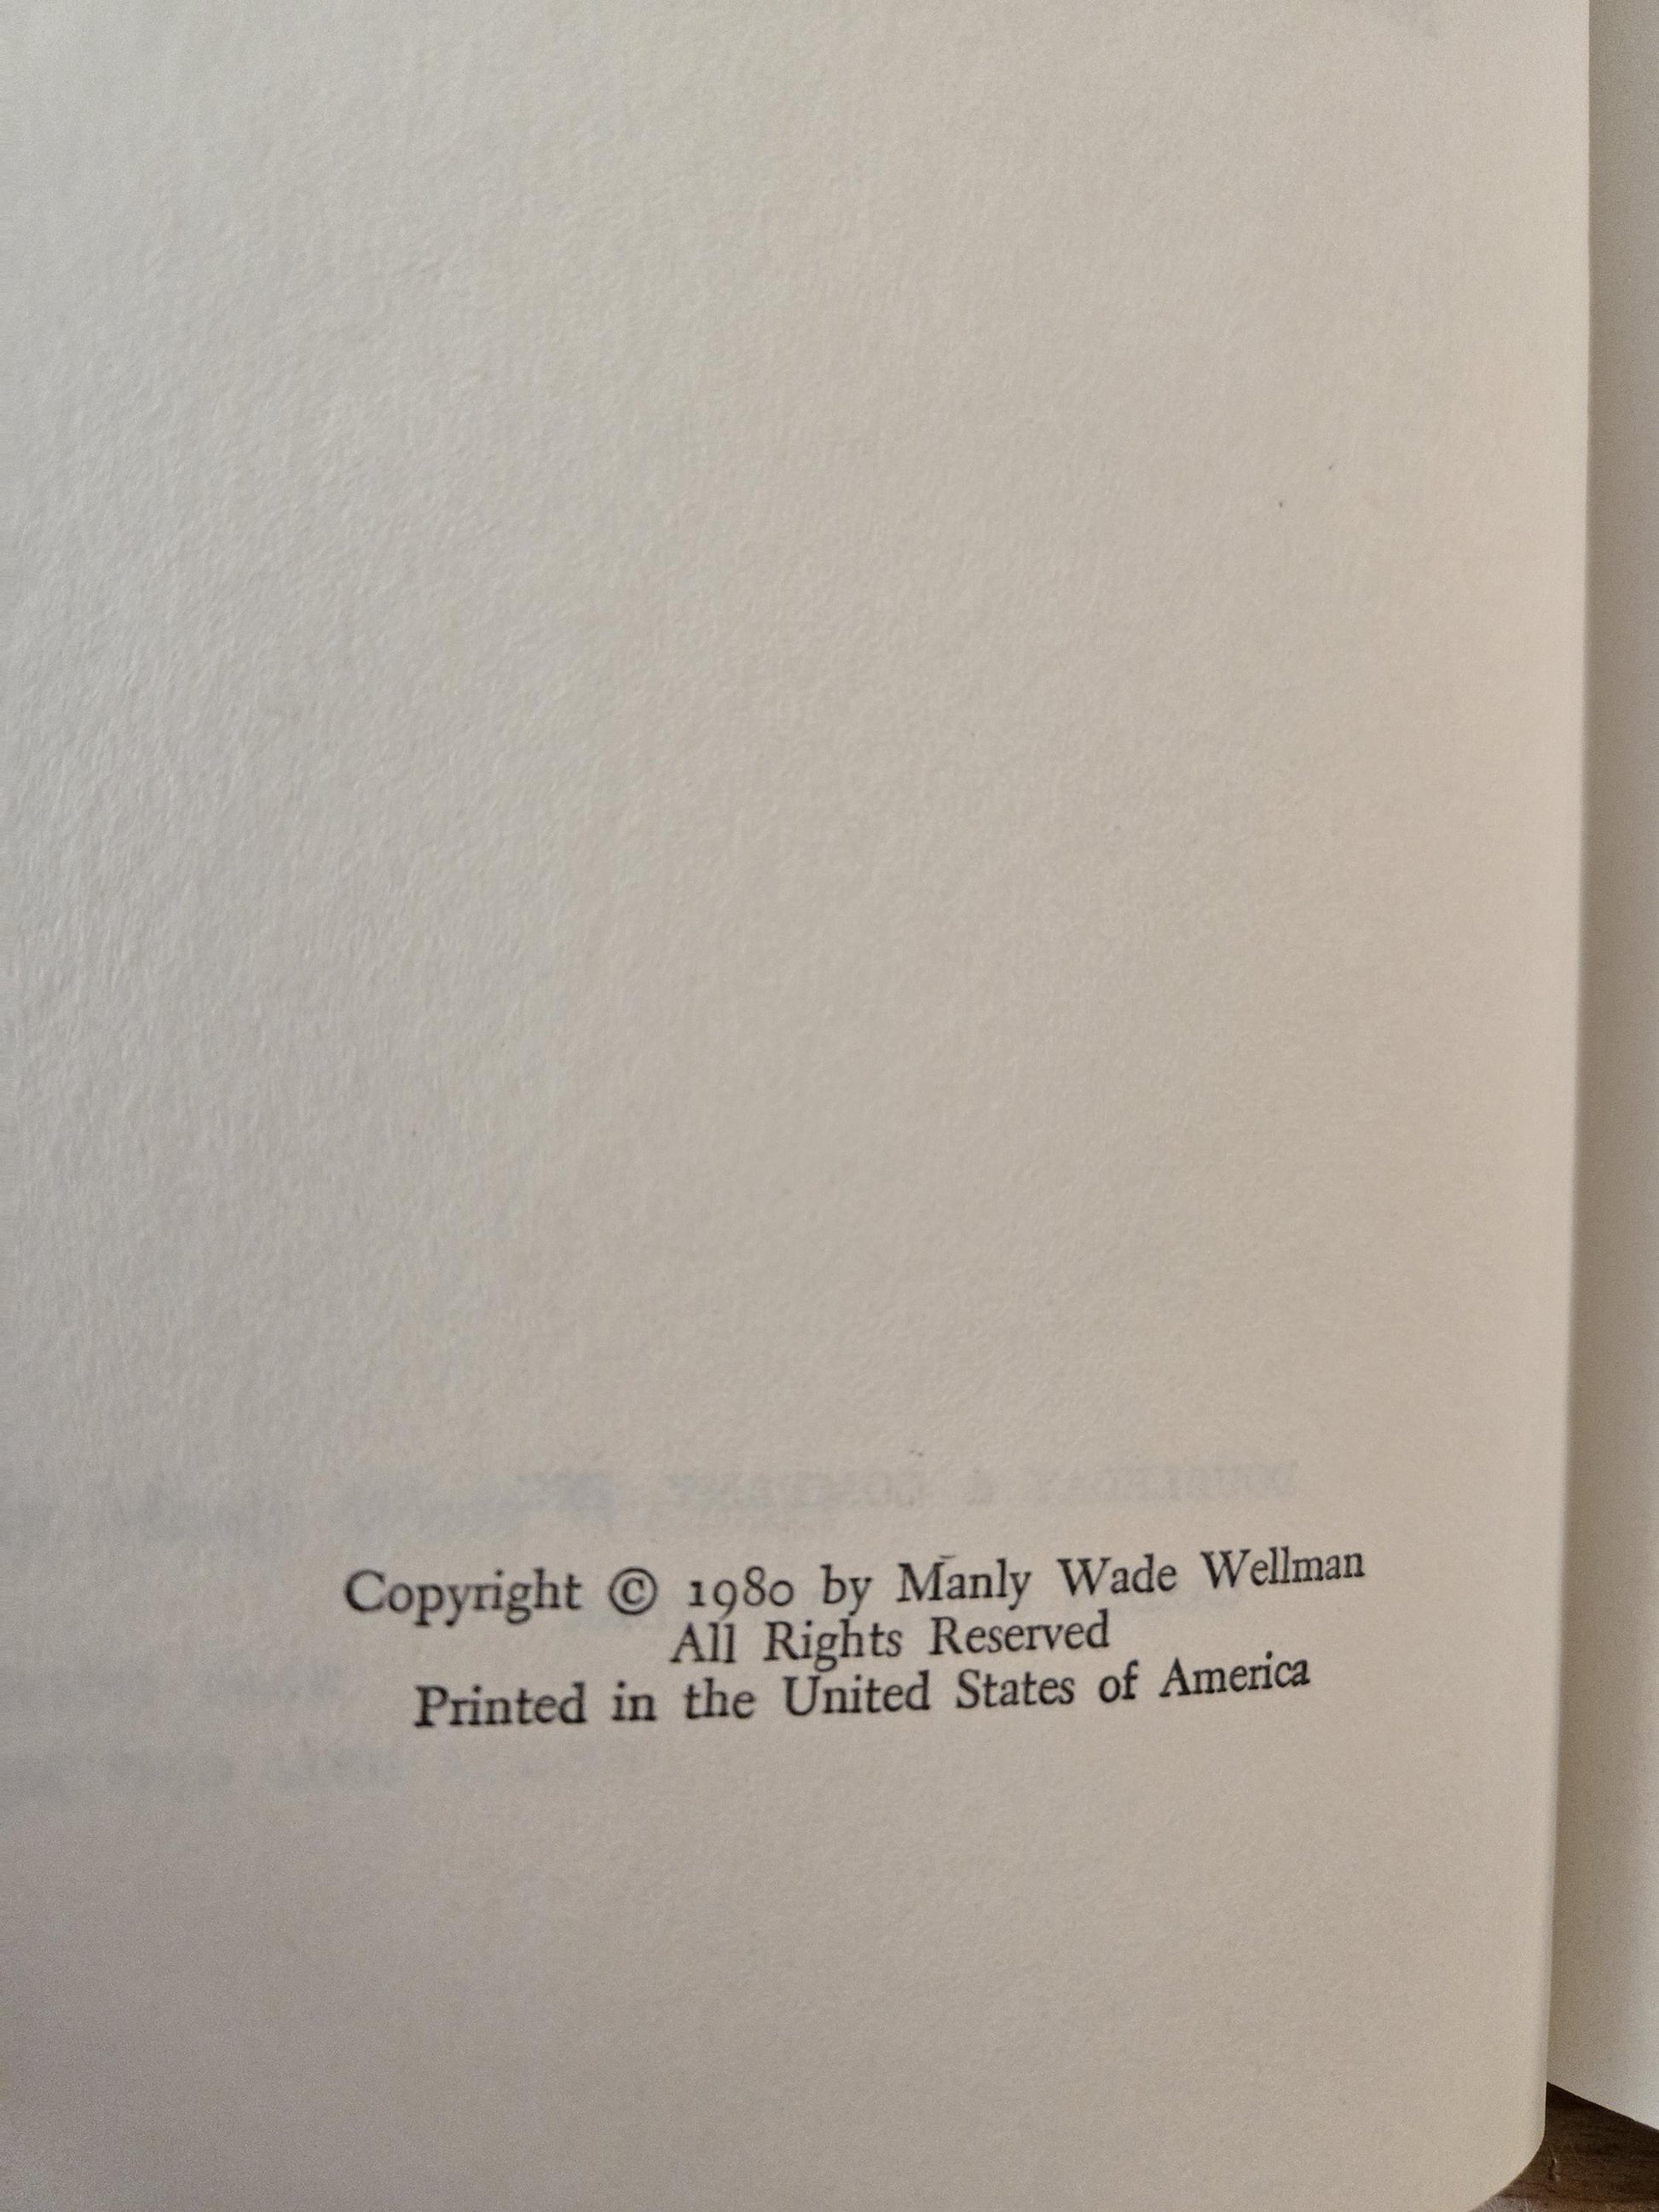 Copyright © 1980 by Manly Wade Wellman
All Rights Reserved
Printed in the United States of America